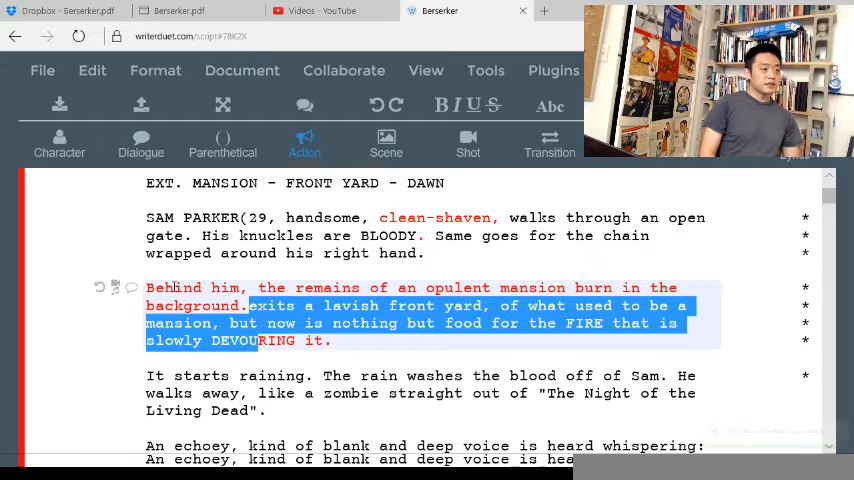 Dropbox - Berserker.pdf
Berserker.pdf
Videos - YouTube
Berserker
writerduet.com/script#78K2X
File Edit Format Document Collaborate View Tools Plugins
B I U S Abc
Character Dialogue Parenthetical Action Scene Shot Transition
EXT. MANSION - FRONT YARD - DAWN
SAM PARKER(29, handsome, clean-shaven, walks through an open *
gate. His knuckles are BLOODY. Same goes for the chain *
wrapped around his right hand. *
Behind him, the remains of an opulent mansion burn in the *
background.exits a lavish front yard, of what used to be a *
mansion, but now is nothing but food for the FIRE that is *
slowly DEVOURING it. *
It starts raining. The rain washes the blood off of Sam. He *
walks away, like a zombie straight out of "The Night of the
Living Dead".
An echoey, kind of blank and deep voice is heard whispering:
An echoey, kind of blank and deep voice is hea